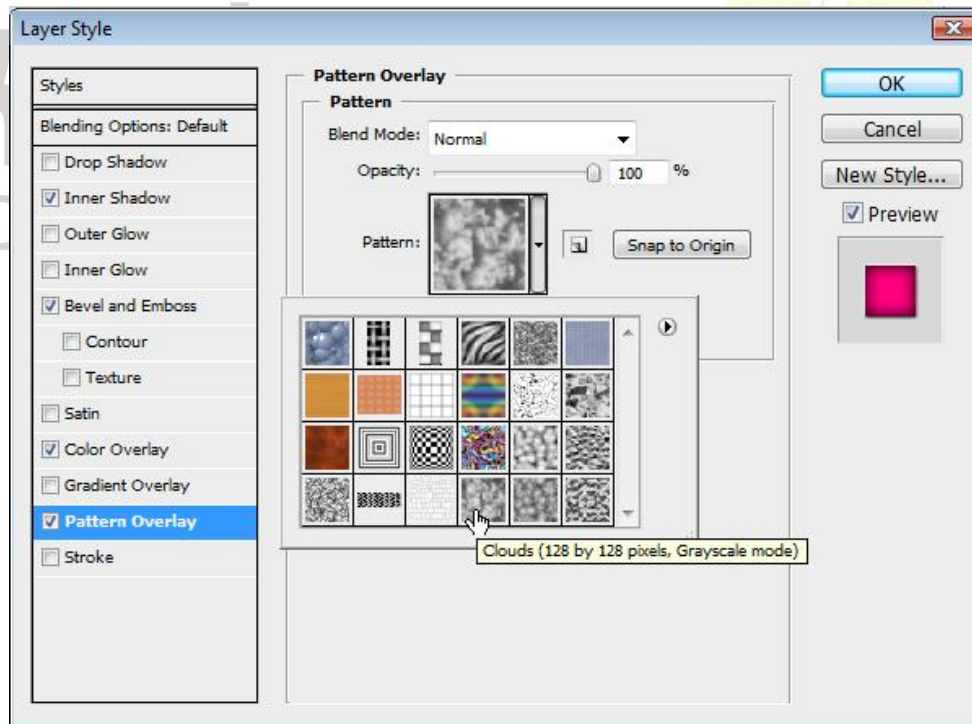 Layer Style
Styles
Blending Options: Default
Drop Shadow
Inner Shadow
Outer Glow
Inner Glow
Bevel and Emboss
Contour
Texture
Satin
Color Overlay
Gradient Overlay
Pattern Overlay
Stroke
Pattern Overlay
Pattern
Blend Mode: Normal
Opacity: 100 %
Pattern: Snap to Origin
Clouds (128 by 128 pixels, Grayscale mode)
OK
Cancel
New Style...
Preview